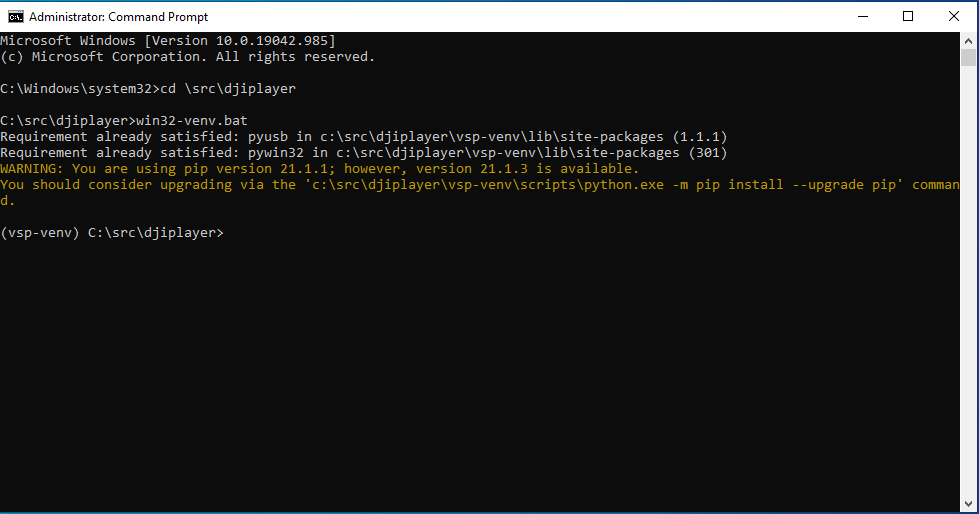 Administrator: Command Prompt
Microsoft Windows [Version 10.0.19042.985]
(c) Microsoft Corporation. All rights reserved.
C:\Windows\system32>cd \src\djiplayer
C:\src\djiplayer>win32-venv.bat
Requirement already satisfied: pyusb in c:\src\djiplayer\vsp-venv\lib\site-packages (1.1.1)
Requirement already satisfied: pywin32 in c:\src\djiplayer\vsp-venv\lib\site-packages (301)
WARNING: You are using pip version 21.1.1; however, version 21.1.3 is available.
You should consider upgrading via the 'c:\src\djiplayer\vsp-venv\scripts\python.exe -m pip install --upgrade pip' comman
d.
(vsp-venv) C:\src\djiplayer>